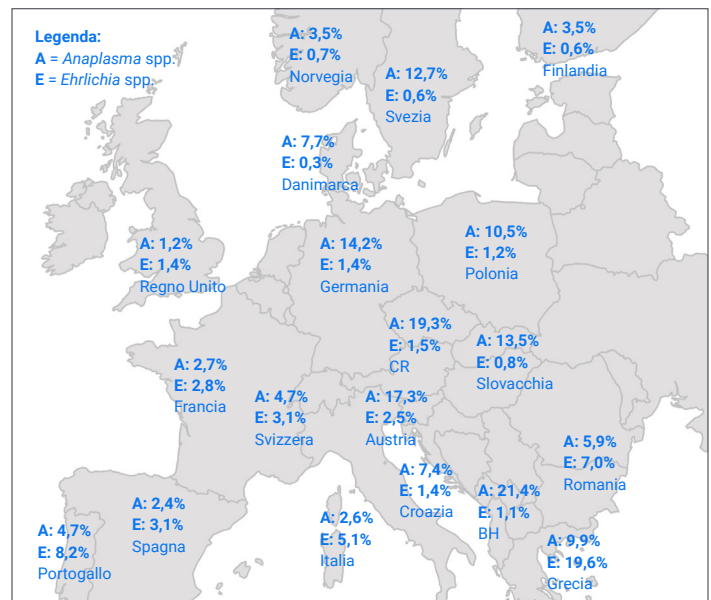 Legenda:
A = Anaplasma spp.
E = Ehrlichia spp.
A: 3,5%
E: 0,7%
Norvegia
A: 3,5%
E: 0,6%
Finlandia
A: 12,7%
E: 0,6%
Svezia
A: 7,7%
E: 0,3%
Danimarca
A: 1,2%
E: 1,4%
Regno Unito
A: 14,2%
E: 1,4%
Germania
A: 10,5%
E: 1,2%
Polonia
A: 19,3%
E: 1,5%
CR
A: 13,5%
E: 0,8%
Slovacchia
A: 2,7%
E: 2,8%
Francia
A: 4,7%
E: 3,1%
Svizzera
A: 17,3%
E: 2,5%
Austria
A: 5,9%
E: 7,0%
Romania
A: 7,4%
E: 1,4%
Croazia
A: 21,4%
E: 1,1%
BH
A: 2,4%
E: 3,1%
Spagna
A: 4,7%
E: 8,2%
Portogallo
A: 2,6%
E: 5,1%
Italia
A: 9,9%
E: 19,6%
Grecia